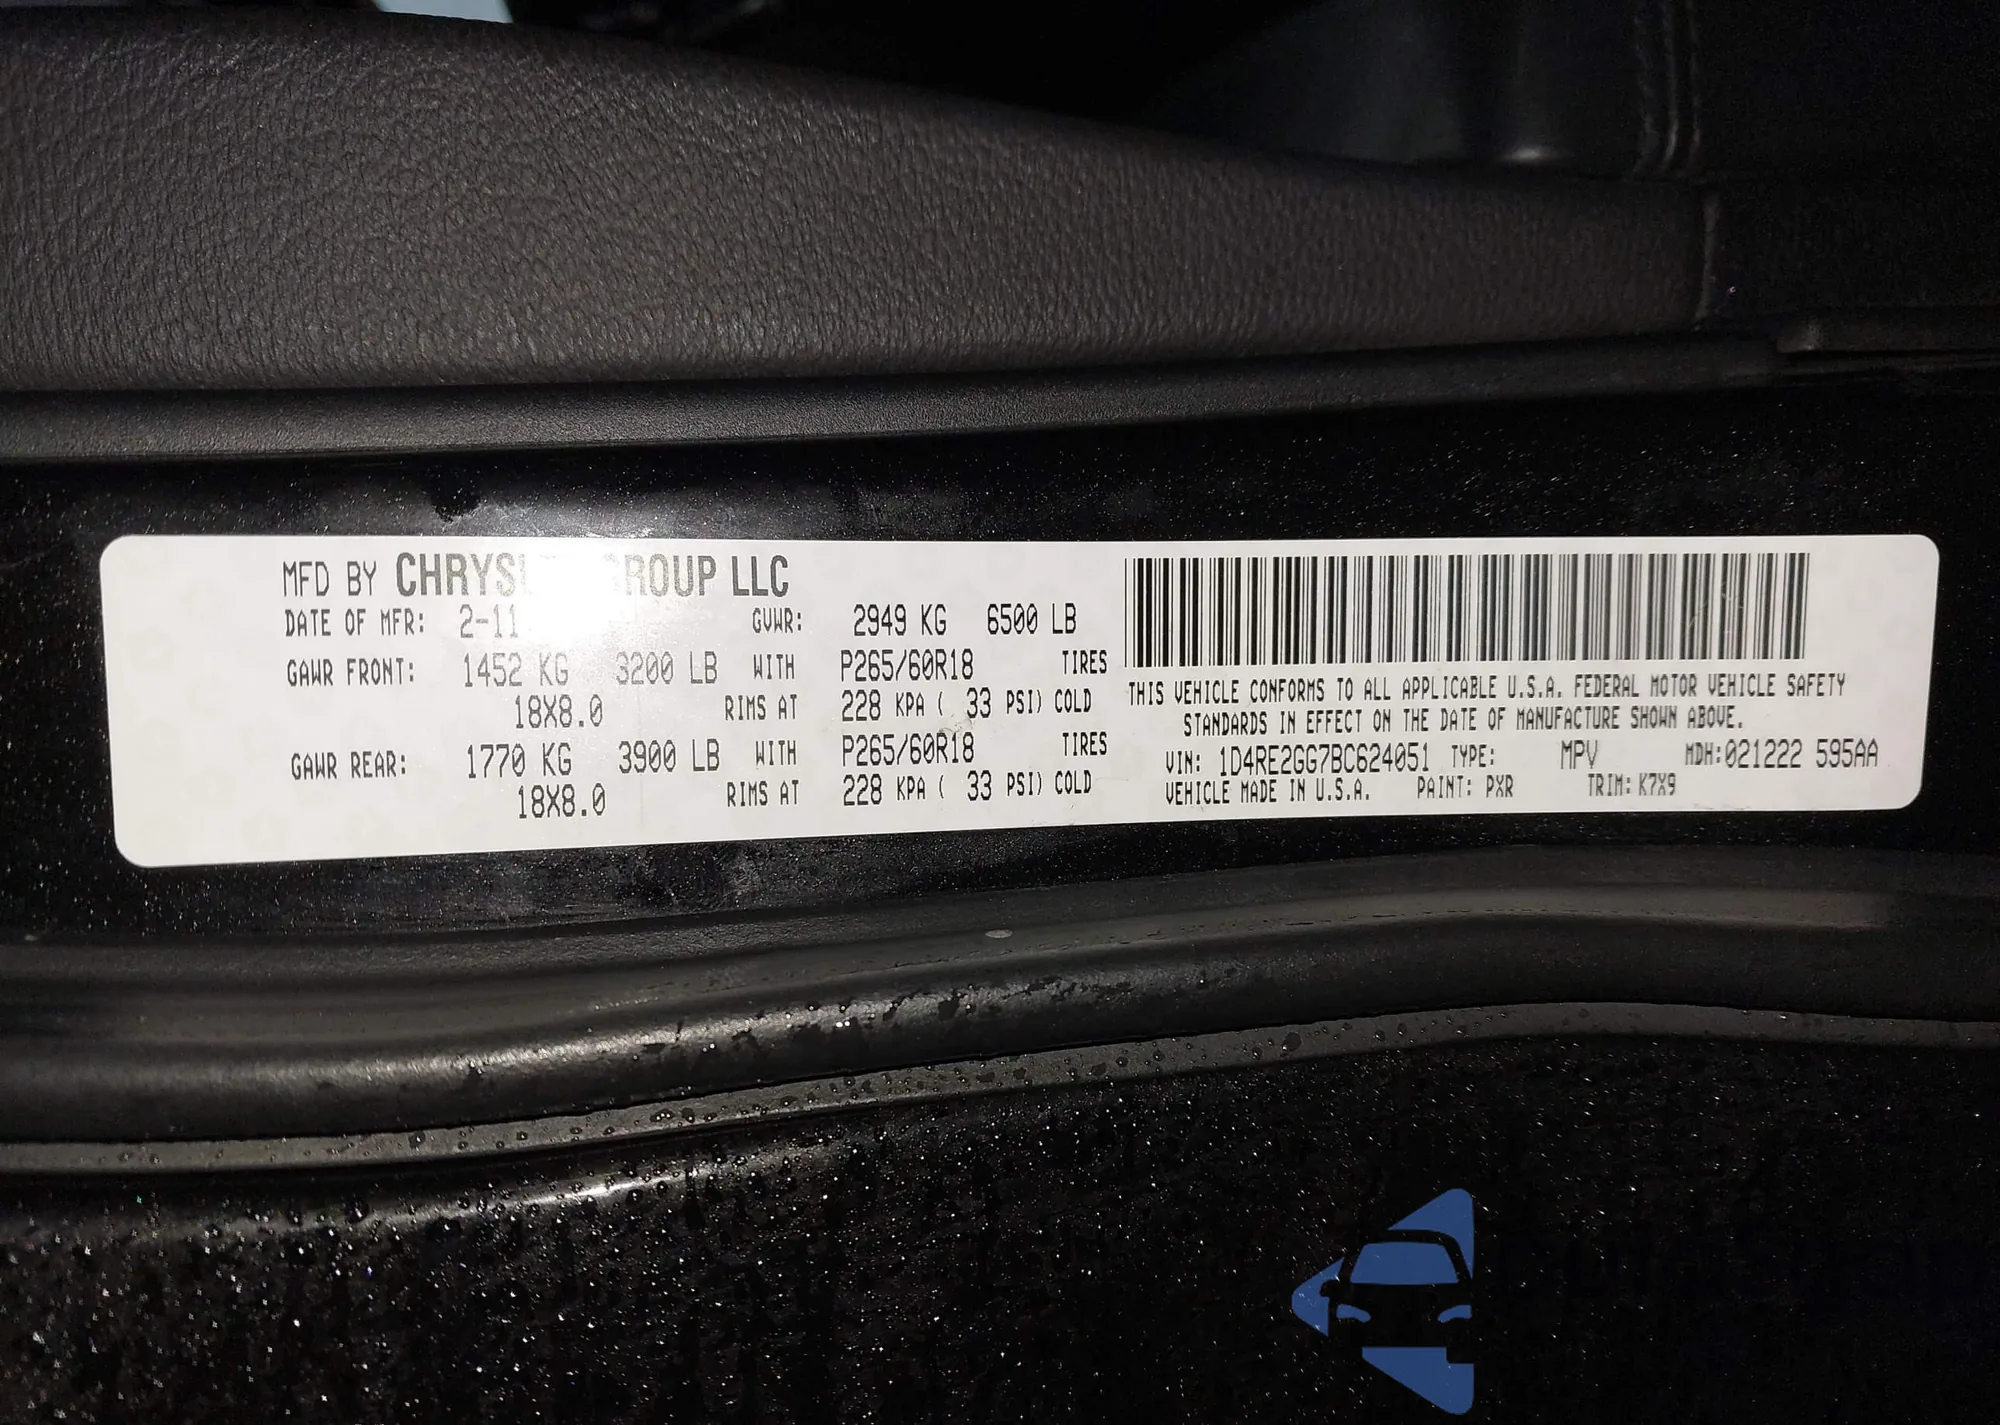 MFD BY CHRYSLER GROUP LLC
DATE OF MFR: 2-11 GVWR: 2949 KG 6500 LB
GAWR FRONT: 1452 KG 3200 LB WITH P265/60R18 TIRES
18X8.0 RIMS AT 228 KPA ( 33 PSI) COLD
GAWR REAR: 1770 KG 3900 LB WITH P265/60R18 TIRES
18X8.0 RIMS AT 228 KPA ( 33 PSI) COLD
THIS VEHICLE CONFORMS TO ALL APPLICABLE U.S.A. FEDERAL MOTOR VEHICLE SAFETY
STANDARDS IN EFFECT ON THE DATE OF MANUFACTURE SHOWN ABOVE.
VIN: 1D4RE2GG7BC624051 TYPE: MPV MDH:021222 595AA
VEHICLE MADE IN U.S.A. PAINT: PXR TRIM: K7X9